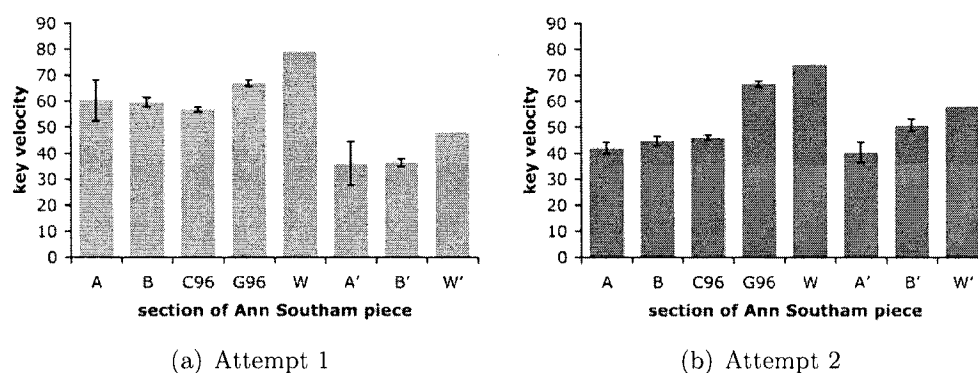 90
80
70
60
50
40
30
20
10
0
key velocity
A B C96 G96 W A' B' W'
section of Ann Southam piece
(a) Attempt 1
90
80
70
60
50
40
30
20
10
0
key velocity
A B C96 G96 W A' B' W'
section of Ann Southam piece
(b) Attempt 2